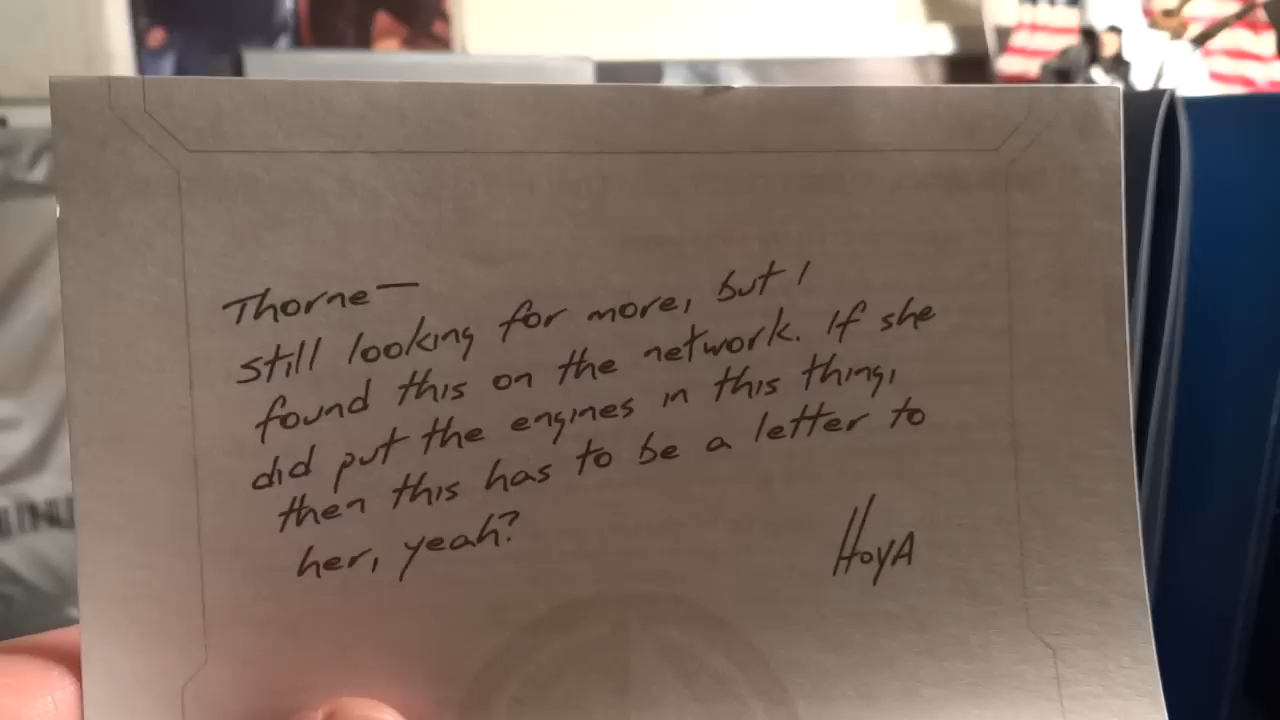 Thorne—
still looking for more, but I
found this on the network. If she
did put the engines in this thing,
then this has to be a letter to
her, yeah?
HoyA